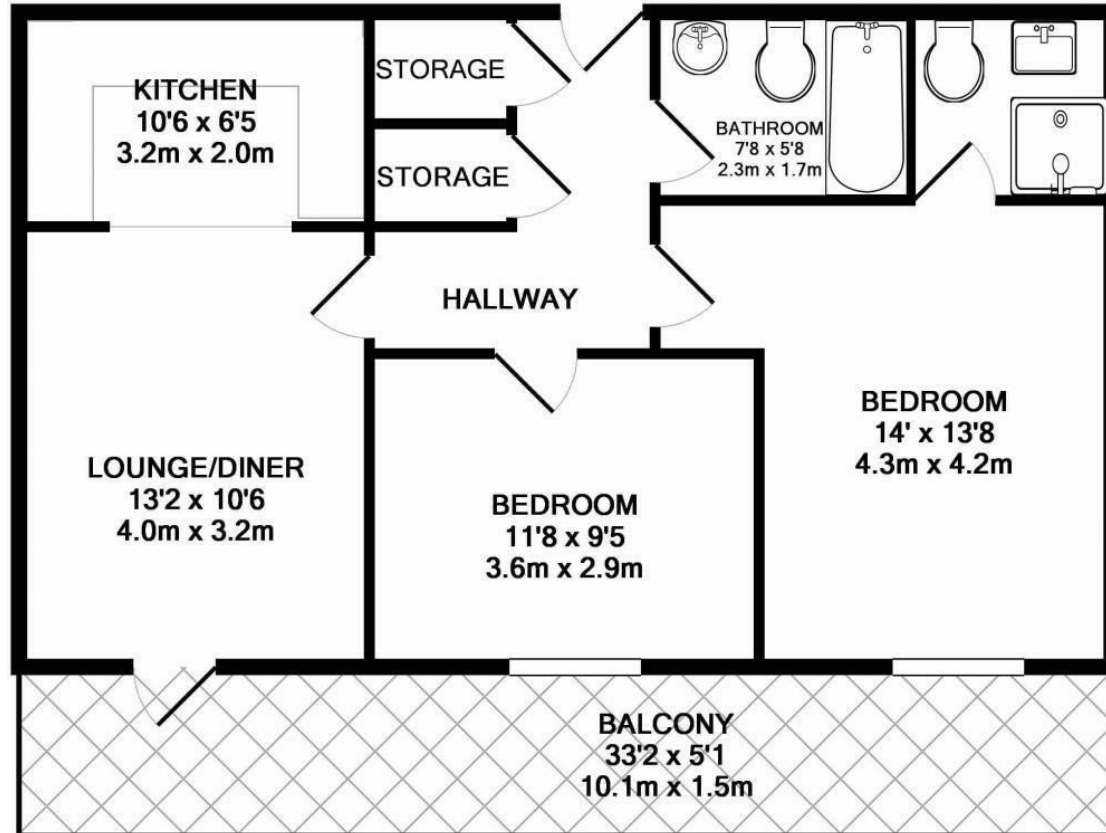 KITCHEN
10'6 x 6'5
3.2m x 2.0m
STORAGE
STORAGE
BATHROOM
7'8 x 5'8
2.3m x 1.7m
HALLWAY
LOUNGE/DINER
13'2 x 10'6
4.0m x 3.2m
BEDROOM
11'8 x 9'5
3.6m x 2.9m
BEDROOM
14' x 13'8
4.3m x 4.2m
BALCONY
33'2 x 5'1
10.1m x 1.5m